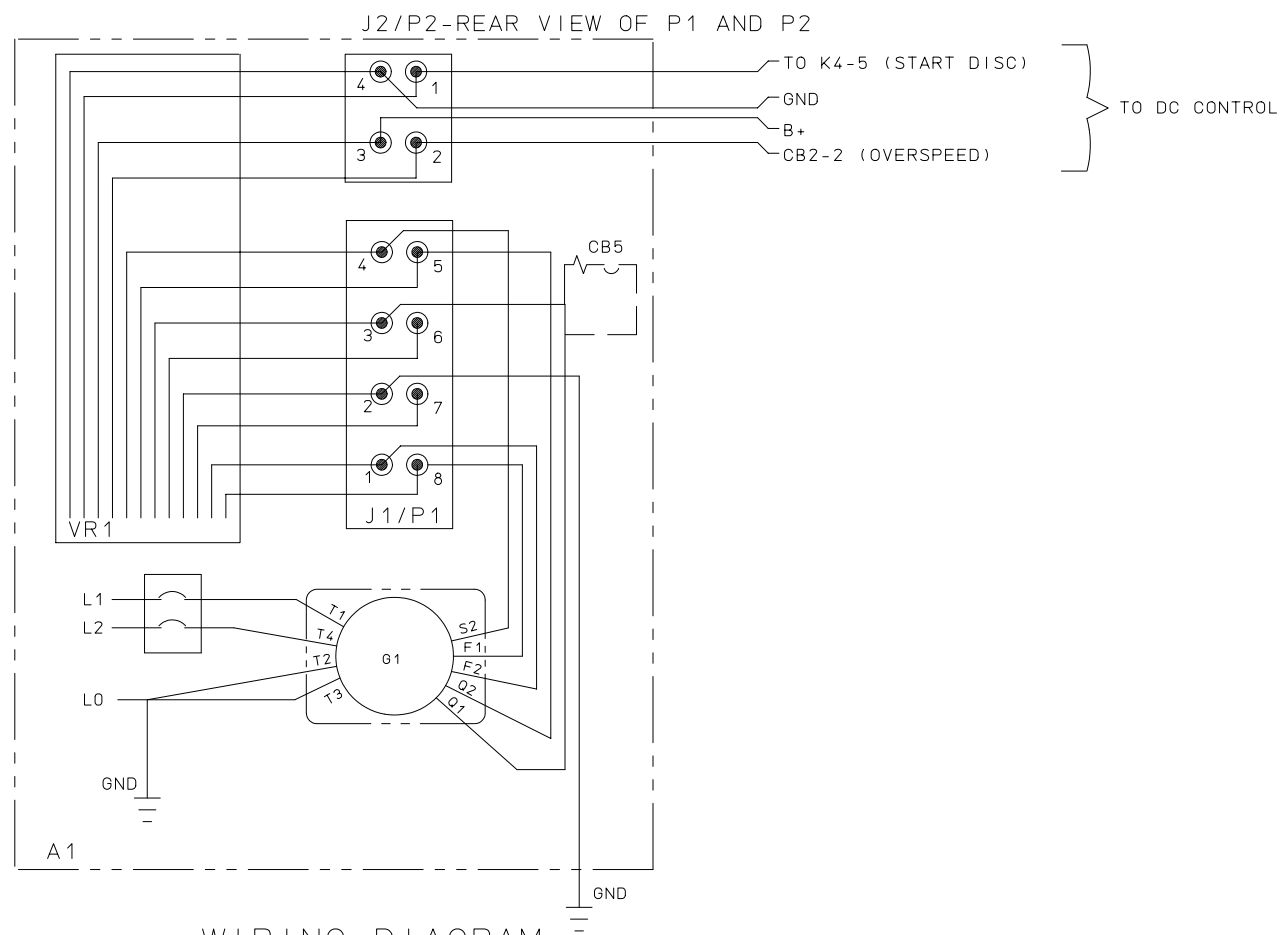 J2/P2-REAR VIEW OF P1 AND P2
TO K4-5 (START DISC)
GND
B+
CB2-2 (OVERSPEED)
TO DC CONTROL
4
1
3
2
CB5
4
5
3
6
2
7
1
8
J1/P1
VR1
L1
L2
L0
T1
T4
T2
T3
G1
S2
F1
F2
Q2
Q1
GND
A1
GND
WIRING DIAGRAM